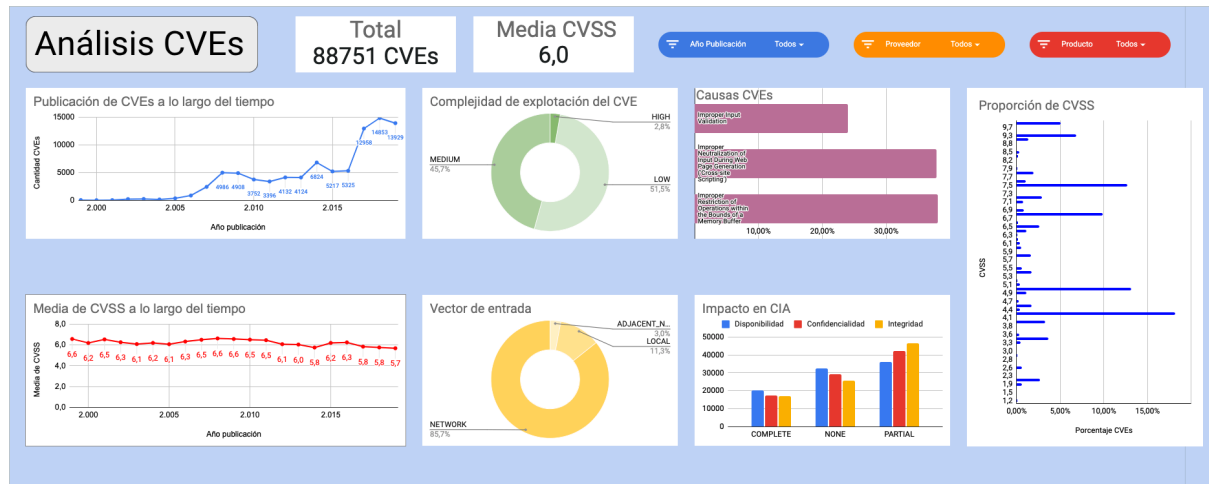 Análisis CVEs
Total
88751 CVEs
Media CVSS
6,0
Año Publicación Todos
Proveedor Todos
Producto Todos
Publicación de CVEs a lo largo del tiempo
Cantidad CVEs
15000
10000
5000
0
4986 4908 3752 3396 4132 4124 6824 5217 5325 12958 14853 13929
2.000 2.005 2.010 2.015
Año publicación
Complejidad de explotación del CVE
HIGH
2,8%
MEDIUM
45,7%
LOW
51,5%
Causas CVEs
Improper Input
Validation
Improper
Neutralization of
Input During Web
Page Generation
('Cross-site
Scripting')
Improper
Restriction of
Operations within
the Bounds of a
Memory Buffer
10,00% 20,00% 30,00%
Proporción de CVSS
CVSS
9,7
9,3
8,8
8,5
8,2
7,9
7,5
7,3
7,1
6,9
6,7
6,5
6,3
6,1
5,9
5,7
5,5
5,3
5,1
4,9
4,7
4,4
4,1
3,8
3,6
3,3
3,0
2,8
2,6
2,3
1,9
1,5
1,2
0,00% 5,00% 10,00% 15,00%
Porcentaje CVEs
Media de CVSS a lo largo del tiempo
Media de CVSS
8,0
6,0
4,0
2,0
0,0
6,6 6,2 6,5 6,3 6,1 6,2 6,1 6,3 6,5 6,6 6,6 6,5 6,5 6,1 6,0 5,8 6,2 6,3 5,8 5,8 5,7
2.000 2.005 2.010 2.015
Año publicación
Vector de entrada
ADJACENT_N...
3,0%
LOCAL
11,3%
NETWORK
85,7%
Impacto en CIA
Disponibilidad Confidencialidad Integridad
50000
40000
30000
20000
10000
0
COMPLETE NONE PARTIAL